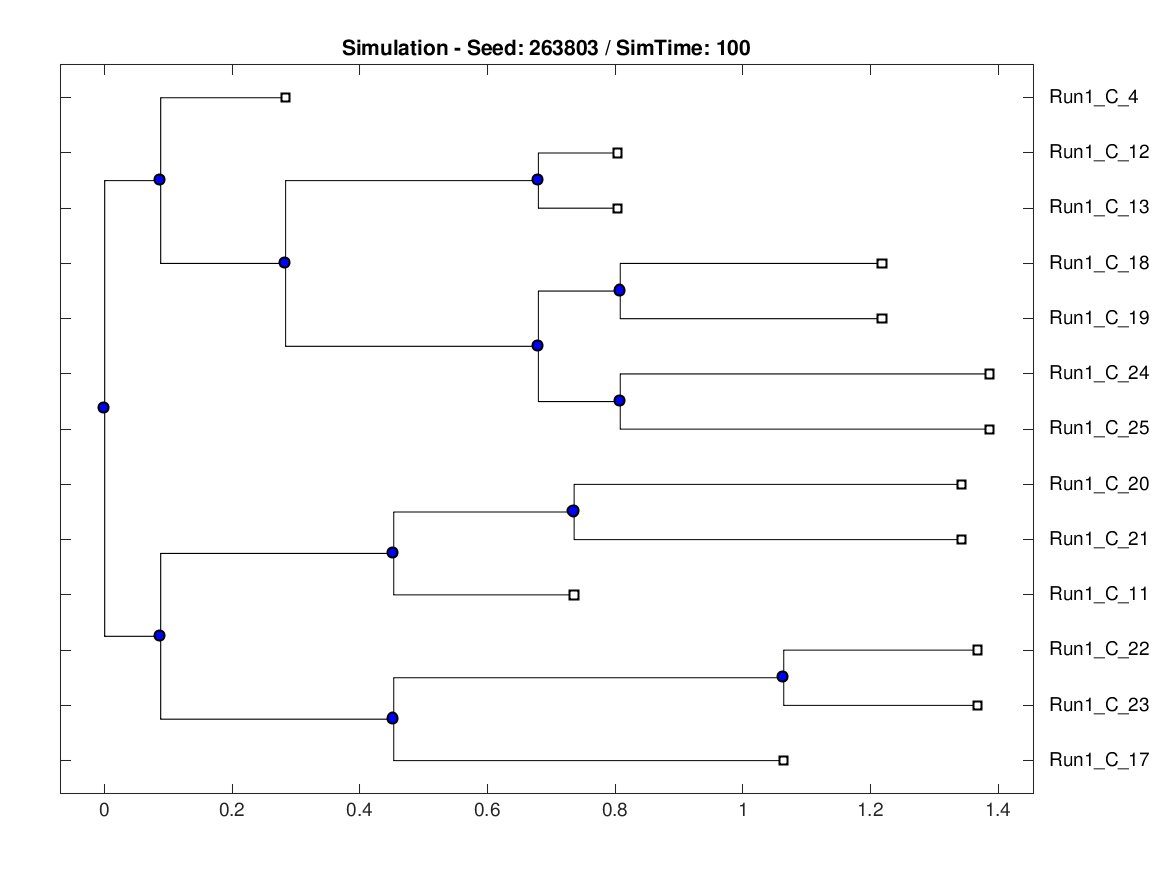 Simulation - Seed: 263803 / SimTime: 100
Run1_C_4
Run1_C_12
Run1_C_13
Run1_C_18
Run1_C_19
Run1_C_24
Run1_C_25
Run1_C_20
Run1_C_21
Run1_C_11
Run1_C_22
Run1_C_23
Run1_C_17
0 0.2 0.4 0.6 0.8 1 1.2 1.4